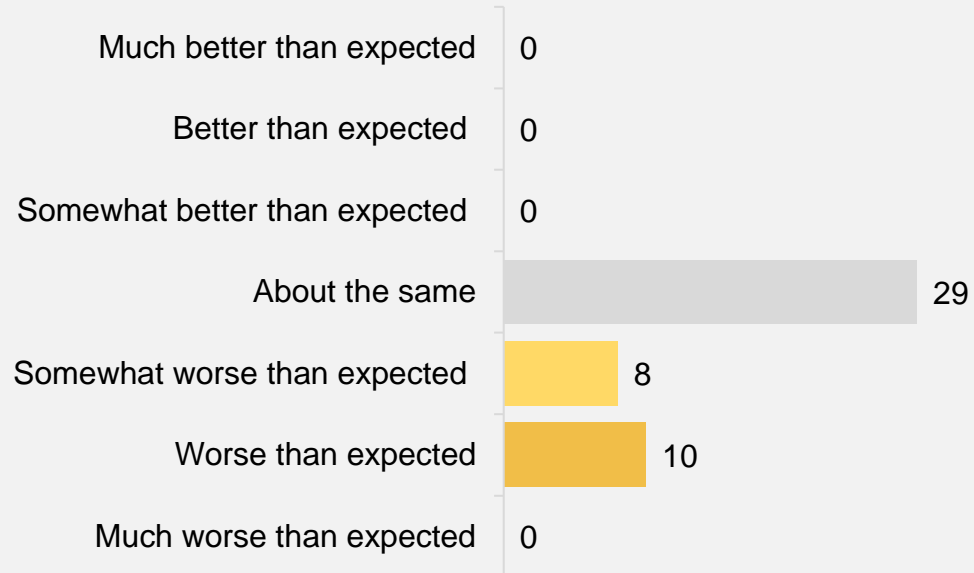 Much better than expected 0
Better than expected 0
Somewhat better than expected 0
About the same 29
Somewhat worse than expected 8
Worse than expected 10
Much worse than expected 0